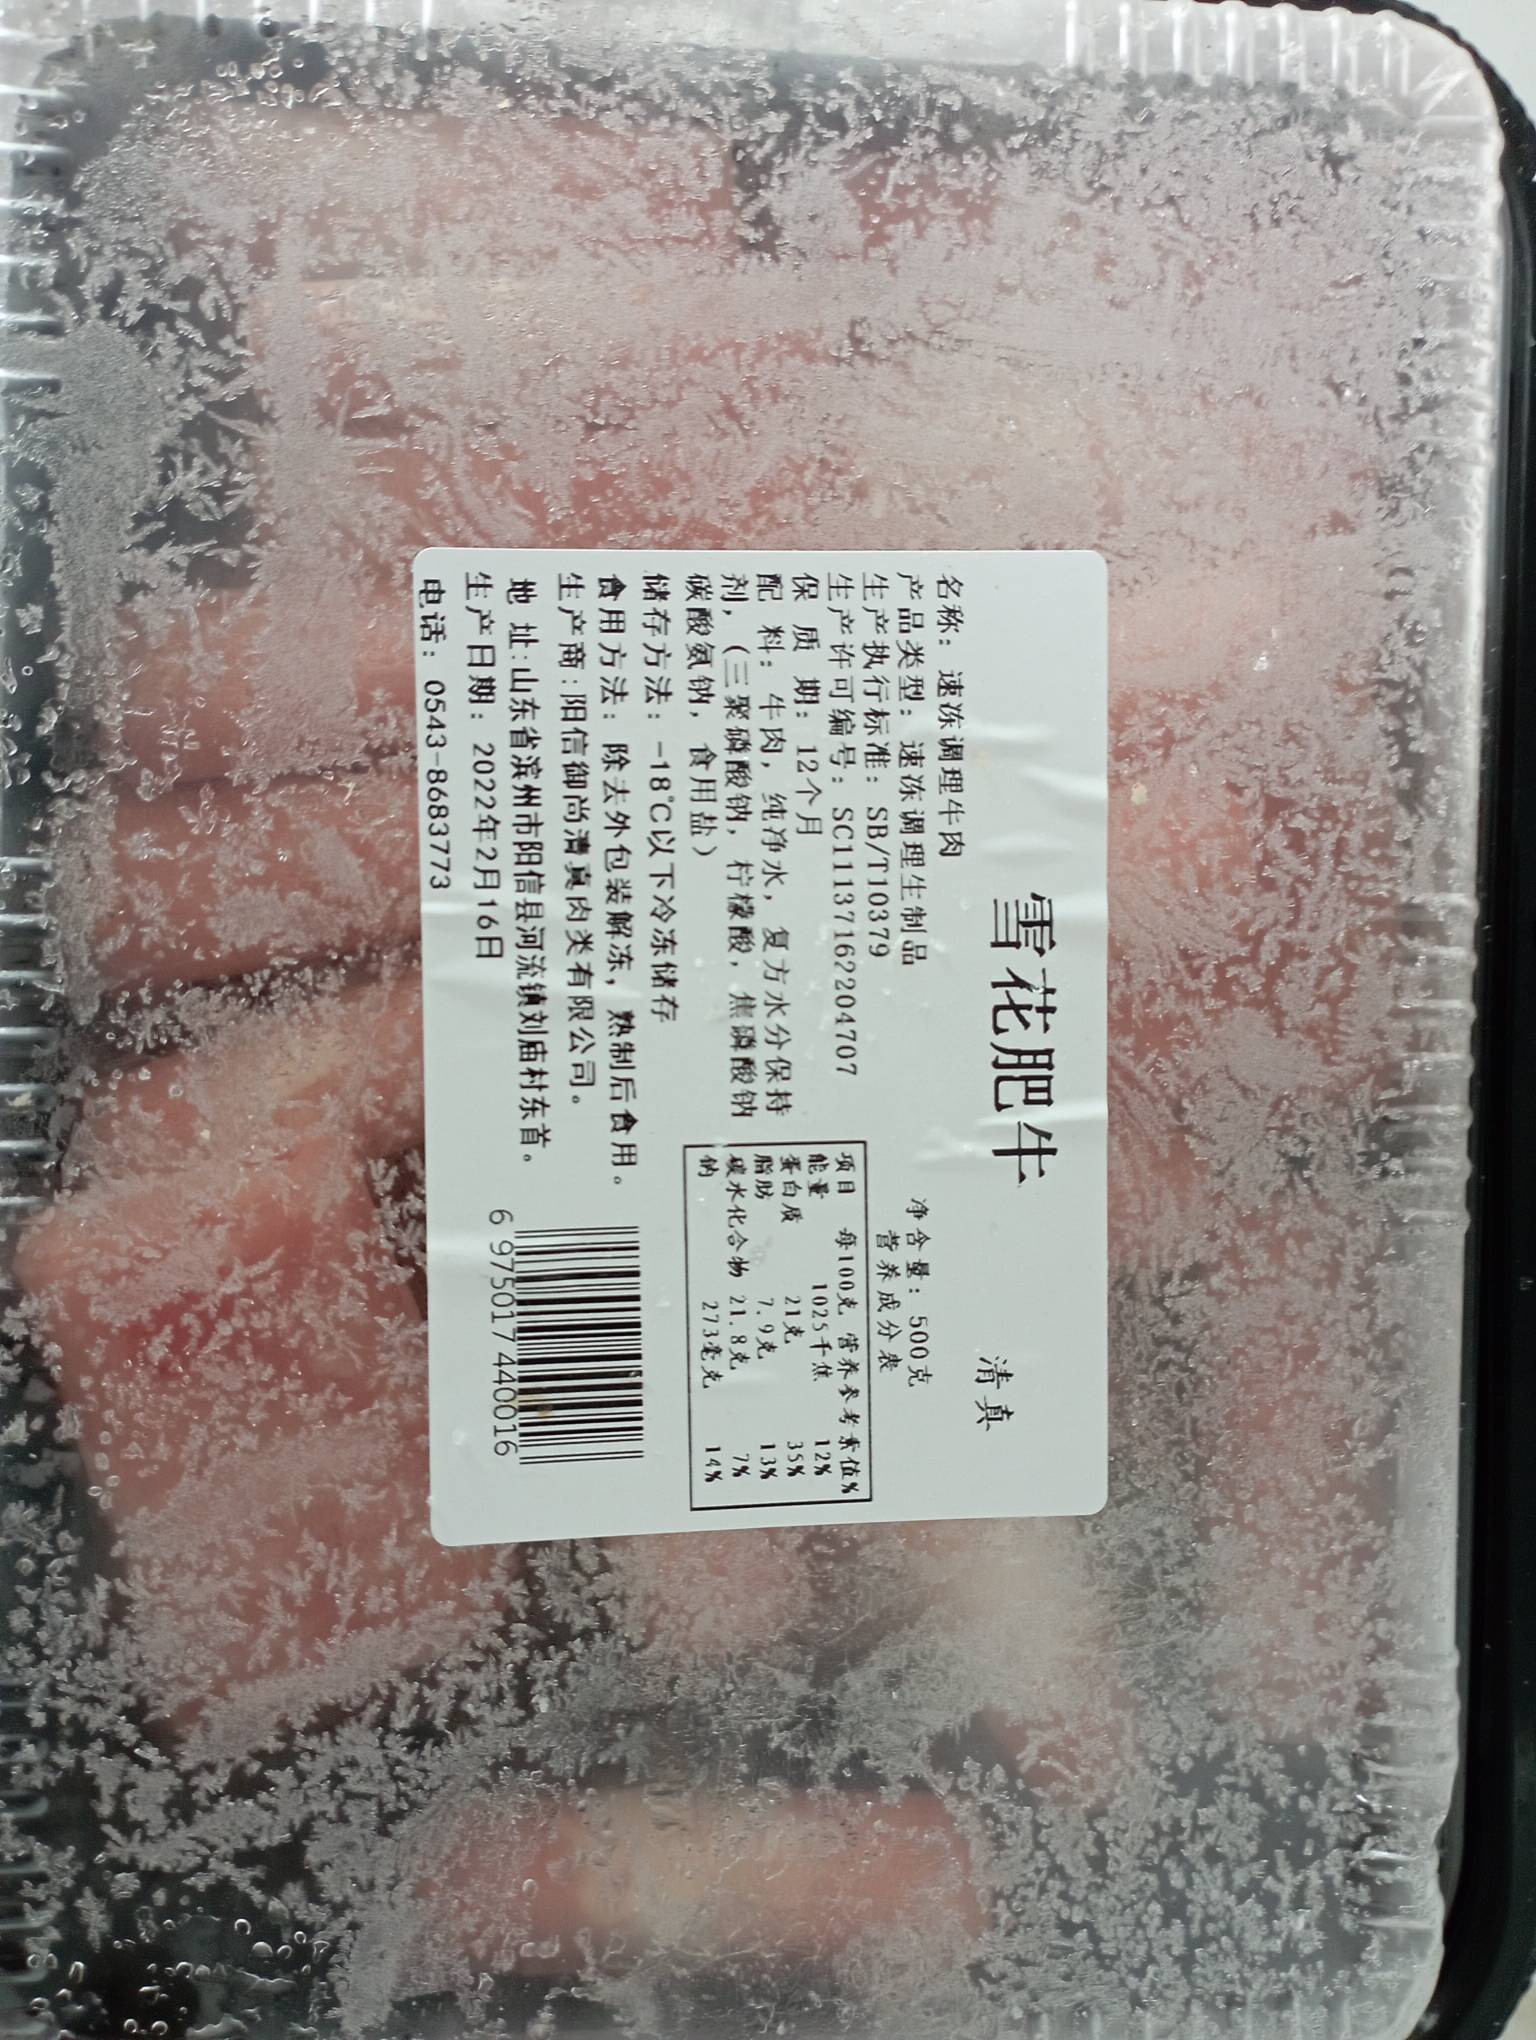 雪花肥牛
清真
名称：速冻调理牛肉
产品类型：速冻调理生制品
生产执行标准：SB/T10379
生产许可编号：SC11137162204707
保 质 期：12个月
配 料：牛肉，纯净水，复方水分保持
剂，（三聚磷酸钠，柠檬酸，焦磷酸钠
碳酸氨钠，食用盐）
储存方法：-18℃以下冷冻储存
食用方法：除去外包装解冻，熟制后食用。
生产商：阳信御尚清真肉类有限公司。
地 址：山东省滨州市阳信县河流镇刘庙村东首。
生产日期：2022年2月16日
电话：0543-8683773
净含量：500克
营养成分表
项目 每100克 营养参考素值%
能量 1025千焦 12%
蛋白质 21克 35%
脂肪 7.9克 13%
碳水化合物 21.8克 7%
钠 273毫克 14%
6 975017 440016